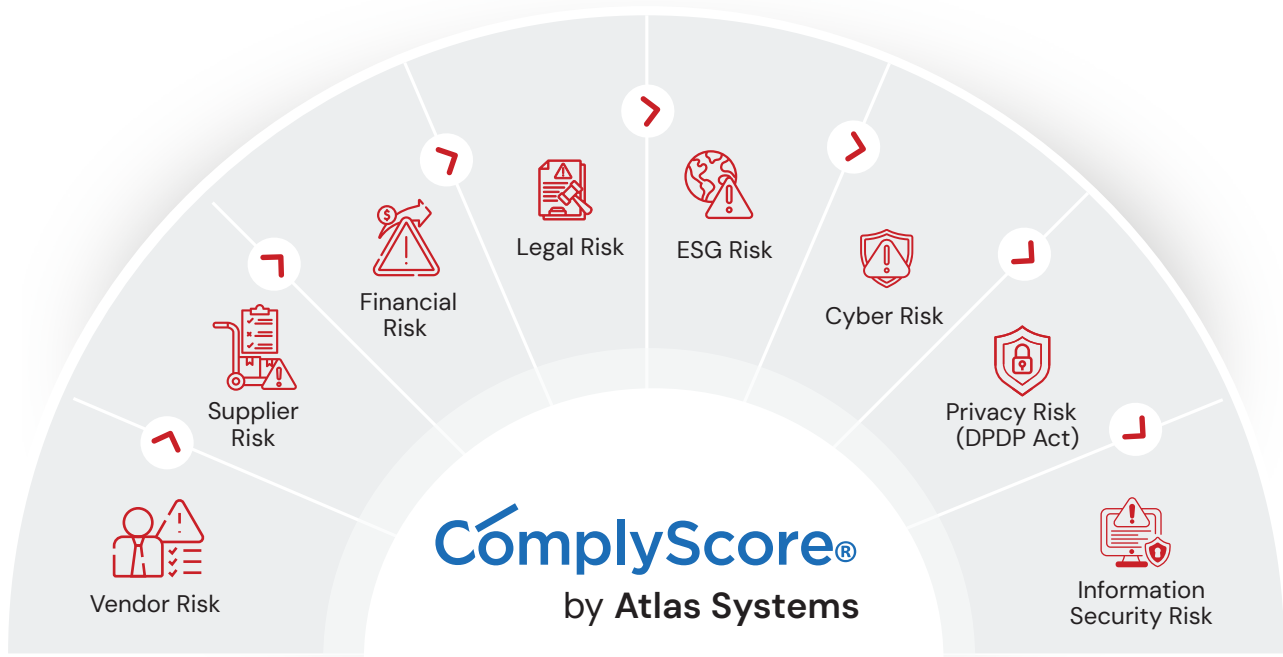 Vendor Risk
Supplier
Risk
Financial
Risk
Legal Risk
ESG Risk
Cyber Risk
Privacy Risk
(DPDP Act)
Information
Security Risk
ComplyScore®
by Atlas Systems